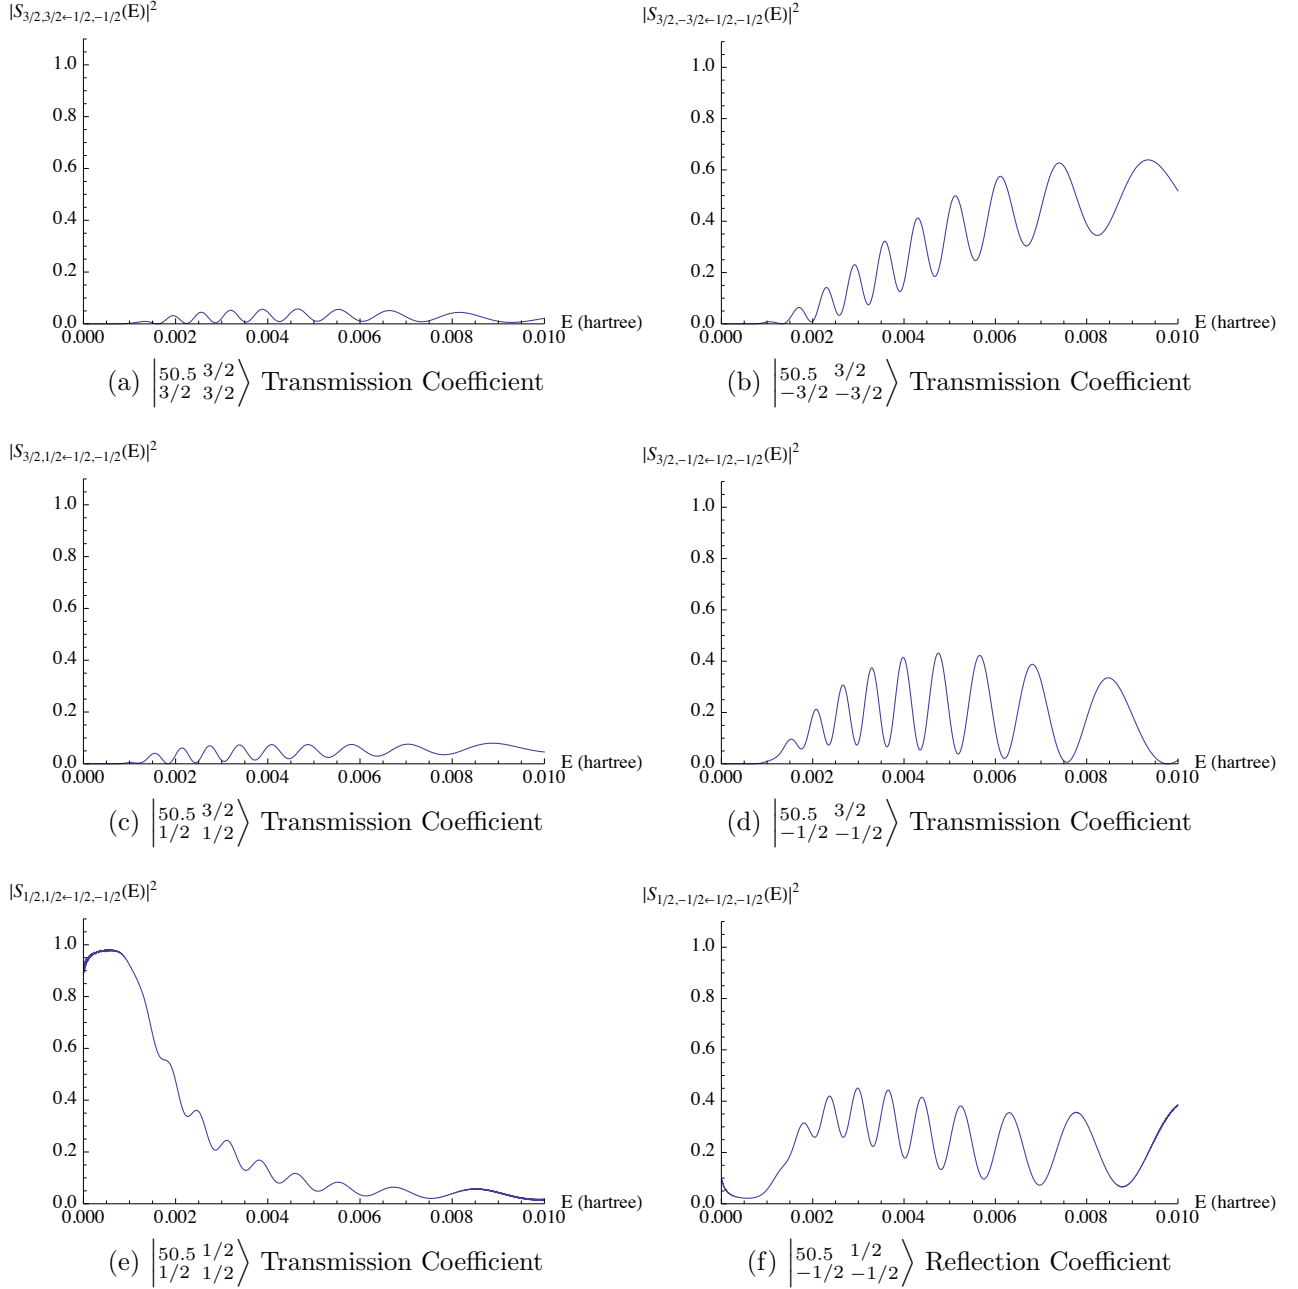 |S3/2,3/2←1/2,−1/2(E)|²
1.0
0.8
0.6
0.4
0.2
0.0
0.000 0.002 0.004 0.006 0.008 0.010
E (hartree)
(a) |50.5 3/2 3/2 3/2⟩ Transmission Coefficient
|S3/2,−3/2←1/2,−1/2(E)|²
1.0
0.8
0.6
0.4
0.2
0.0
0.000 0.002 0.004 0.006 0.008 0.010
E (hartree)
(b) |50.5 3/2 −3/2 −3/2⟩ Transmission Coefficient
|S3/2,1/2←1/2,−1/2(E)|²
1.0
0.8
0.6
0.4
0.2
0.0
0.000 0.002 0.004 0.006 0.008 0.010
E (hartree)
(c) |50.5 3/2 1/2 1/2⟩ Transmission Coefficient
|S3/2,−1/2←1/2,−1/2(E)|²
1.0
0.8
0.6
0.4
0.2
0.0
0.000 0.002 0.004 0.006 0.008 0.010
E (hartree)
(d) |50.5 3/2 −1/2 −1/2⟩ Transmission Coefficient
|S1/2,1/2←1/2,−1/2(E)|²
1.0
0.8
0.6
0.4
0.2
0.0
0.000 0.002 0.004 0.006 0.008 0.010
E (hartree)
(e) |50.5 1/2 1/2 1/2⟩ Transmission Coefficient
|S1/2,−1/2←1/2,−1/2(E)|²
1.0
0.8
0.6
0.4
0.2
0.0
0.000 0.002 0.004 0.006 0.008 0.010
E (hartree)
(f) |50.5 1/2 −1/2 −1/2⟩ Reflection Coefficient